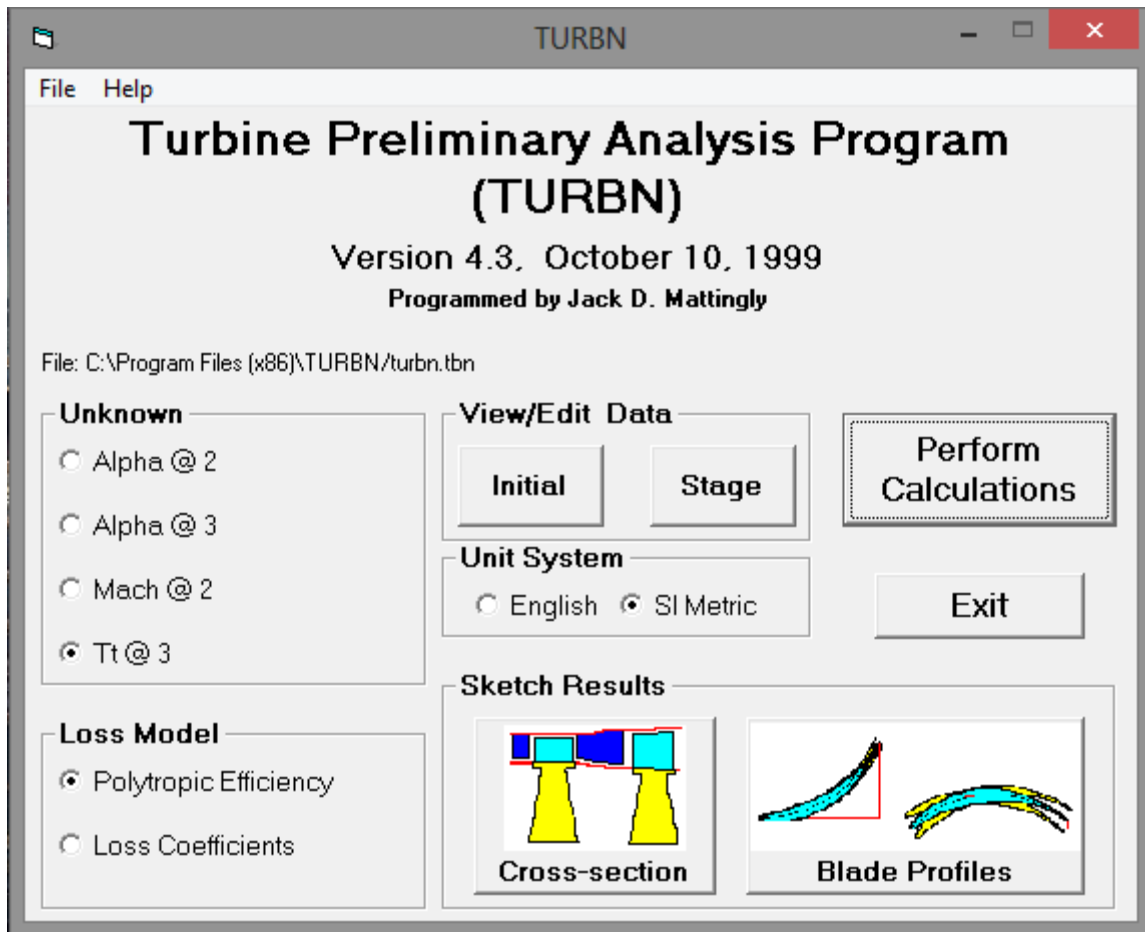 TURBN
File Help
Turbine Preliminary Analysis Program
(TURBN)
Version 4.3, October 10, 1999
Programmed by Jack D. Mattingly
File: C:\Program Files (x86)\TURBN/turbn.tbn
Unknown
Alpha @ 2
Alpha @ 3
Mach @ 2
Tt @ 3
Loss Model
Polytropic Efficiency
Loss Coefficients
View/Edit Data
Initial Stage
Unit System
English SI Metric
Perform
Calculations
Exit
Sketch Results
Cross-section
Blade Profiles